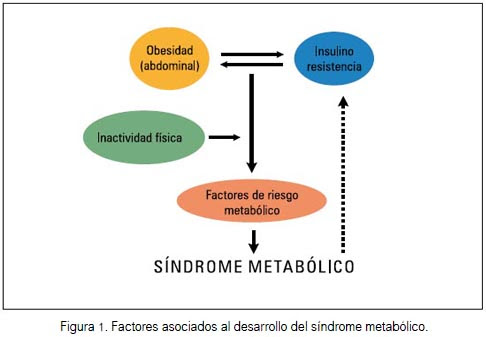 Obesidad
(abdominal)
Insulino
resistencia
Inactividad física
Factores de riesgo
metabólico
SÍNDROME METABÓLICO
Figura 1. Factores asociados al desarrollo del síndrome metabólico.